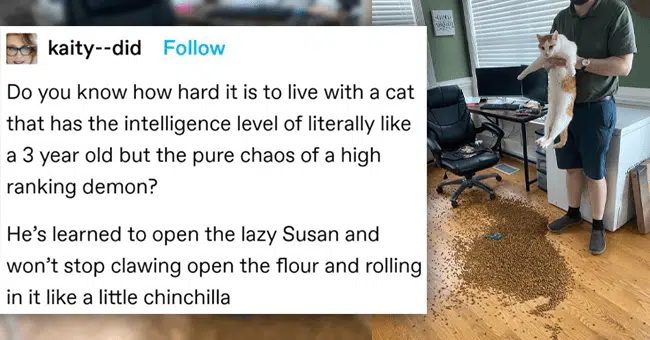 kaity--did Follow
Do you know how hard it is to live with a cat
that has the intelligence level of literally like
a 3 year old but the pure chaos of a high
ranking demon?
He's learned to open the lazy Susan and
won't stop clawing open the flour and rolling
in it like a little chinchilla